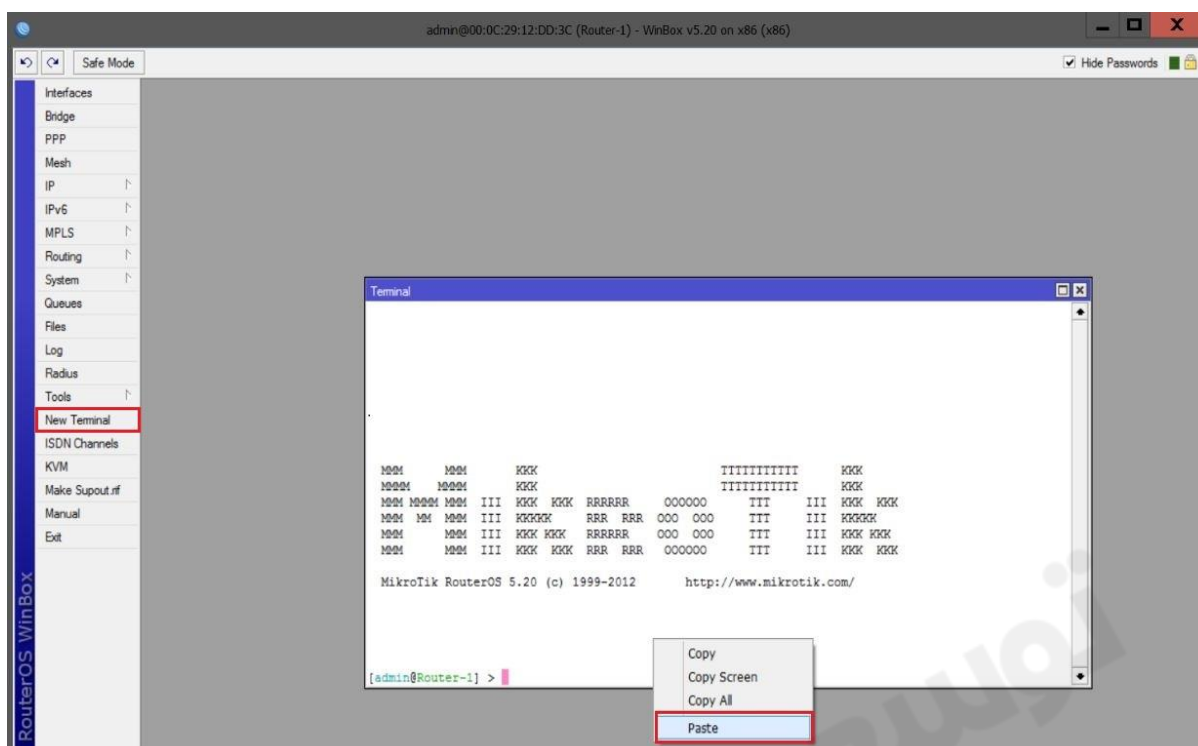 admin@00:0C:29:12:DD:3C (Router-1) - WinBox v5.20 on x86 (x86)
Safe Mode
Hide Passwords
Interfaces
Bridge
PPP
Mesh
IP
IPv6
MPLS
Routing
System
Queues
Files
Log
Radius
Tools
New Terminal
ISDN Channels
KVM
Make Supout.rif
Manual
Exit
RouterOS WinBox
Terminal
MMM      MMM       KKK                          TTTTTTTTTTT      KKK
MMMM    MMMM       KKK                          TTTTTTTTTTT      KKK
MMM MMMM MMM  III  KKK  KKK  RRRRRR     OOOOOO      TTT     III  KKK  KKK
MMM  MM  MMM  III  KKKKK     RRR  RRR  OOO  OOO     TTT     III  KKKKK
MMM      MMM  III  KKK KKK   RRRRRR    OOO  OOO     TTT     III  KKK KKK
MMM      MMM  III  KKK  KKK  RRR  RRR   OOOOOO      TTT     III  KKK  KKK
MikroTik RouterOS 5.20 (c) 1999-2012       http://www.mikrotik.com/
[admin@Router-1] >
Copy
Copy Screen
Copy All
Paste